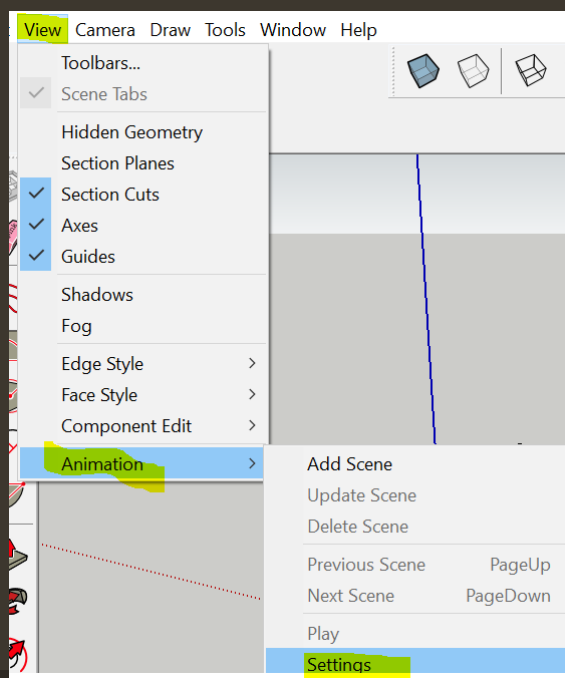 View Camera Draw Tools Window Help
Toolbars...
Scene Tabs
Hidden Geometry
Section Planes
Section Cuts
Axes
Guides
Shadows
Fog
Edge Style
Face Style
Component Edit
Animation
Add Scene
Update Scene
Delete Scene
Previous Scene PageUp
Next Scene PageDown
Play
Settings